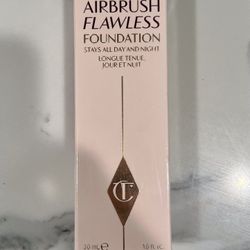 AIRBRUSH
FLAWLESS
FOUNDATION
STAYS ALL DAY AND NIGHT
LONGUE TENUE,
JOUR ET NUIT
CT
30 mL ℮ 1.0 fl. oz.